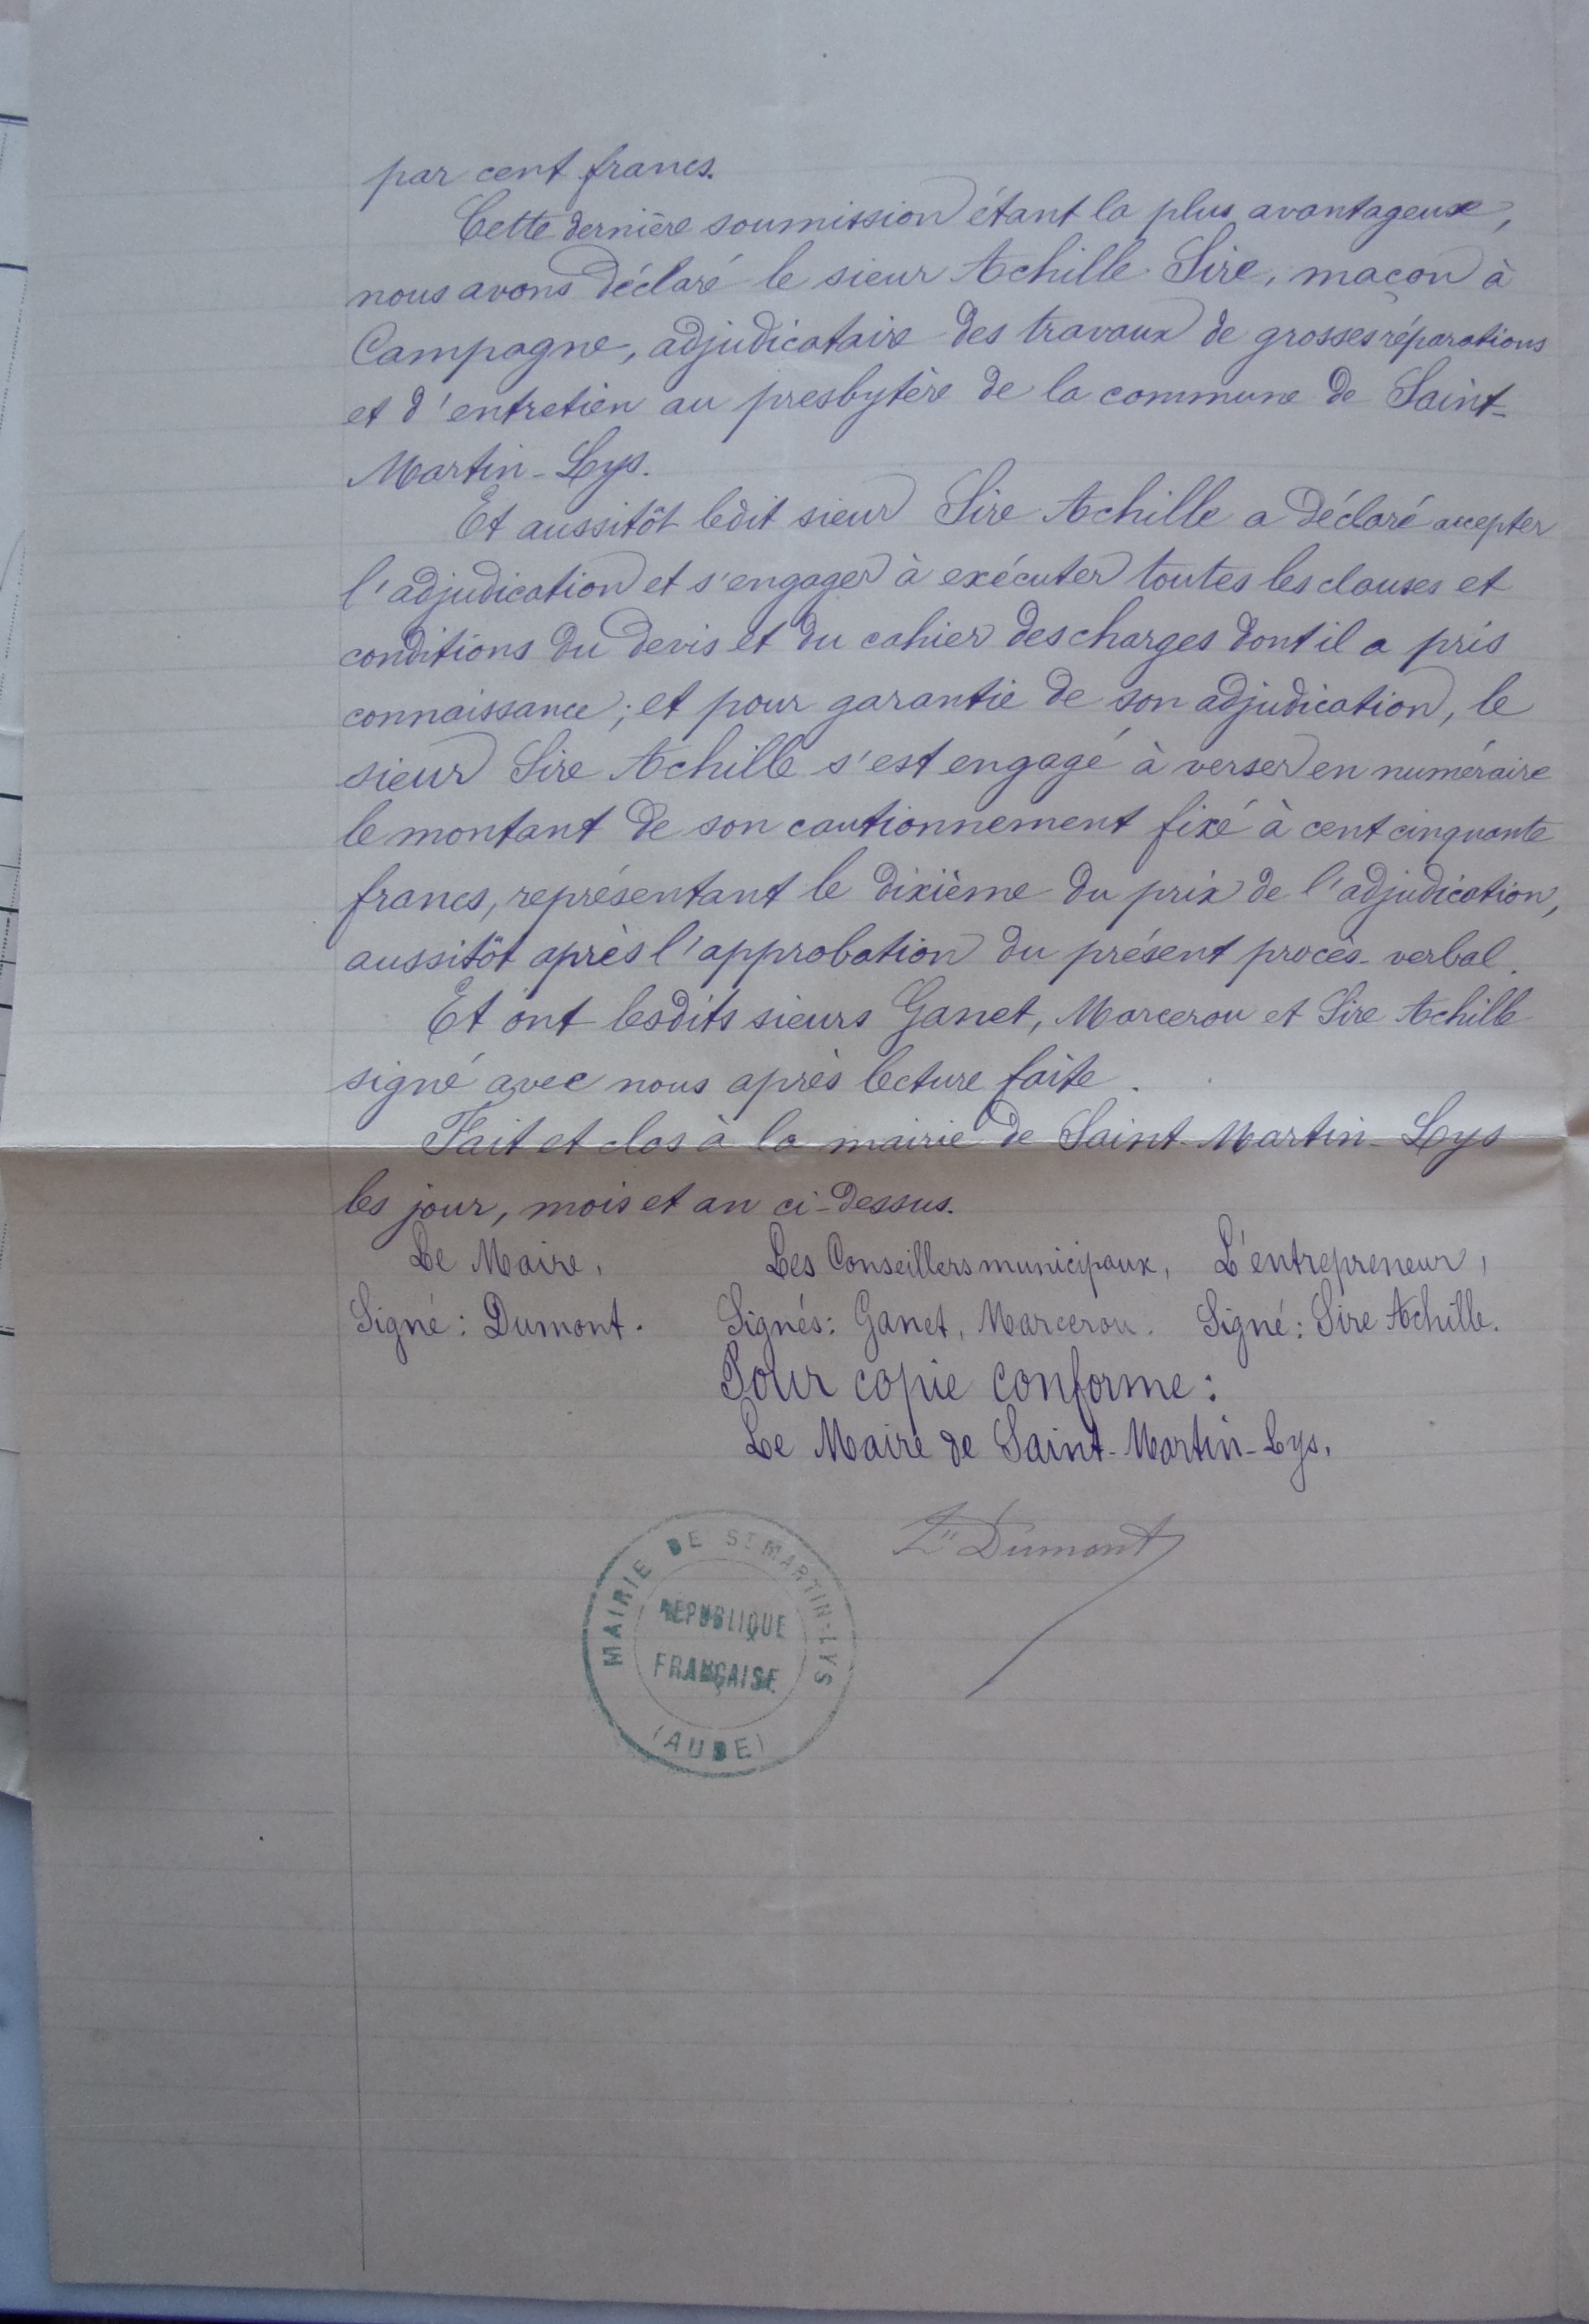 par cent francs.
Cette dernière soumission étant la plus avantageuse,
nous avons déclaré le sieur Achille Sire, maçon à
Campagne, adjudicataire des travaux de grosses réparations
et d'entretien au presbytère de la commune de Saint-
Martin-Lys.
Et aussitôt ledit sieur Sire Achille a déclaré accepter
l'adjudication et s'engager à exécuter toutes les clauses et
conditions du devis et du cahier des charges dont il a pris
connaissance; et pour garantie de son adjudication, le
sieur Sire Achille s'est engagé à verser en numéraire
le montant de son cautionnement fixé à cent cinquante
francs, représentant le dixième du prix de l'adjudication,
aussitôt après l'approbation du présent procès-verbal.
Et ont lesdits sieurs Ganet, Marcerou et Sire Achille
signé avec nous après lecture faite.
Fait et clos à la mairie de Saint-Martin-Lys
les jour, mois et an ci-dessus.
Le Maire, Les Conseillers municipaux, L'entrepreneur,
Signé: Dumont. Signés: Ganet, Marcerou. Signé: Sire Achille.
Pour copie conforme:
Le Maire de Saint-Martin-Lys,
Dumont
MAIRIE DE ST MARTIN-LYS
REPUBLIQUE
FRANÇAISE
(AUDE)